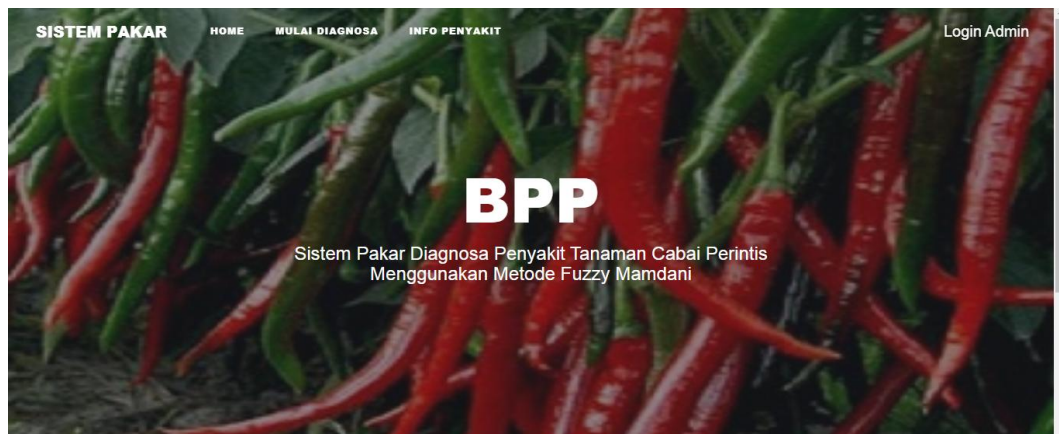 SISTEM PAKAR
HOME
MULAI DIAGNOSA
INFO PENYAKIT
Login Admin
BPP
Sistem Pakar Diagnosa Penyakit Tanaman Cabai Perintis
Menggunakan Metode Fuzzy Mamdani